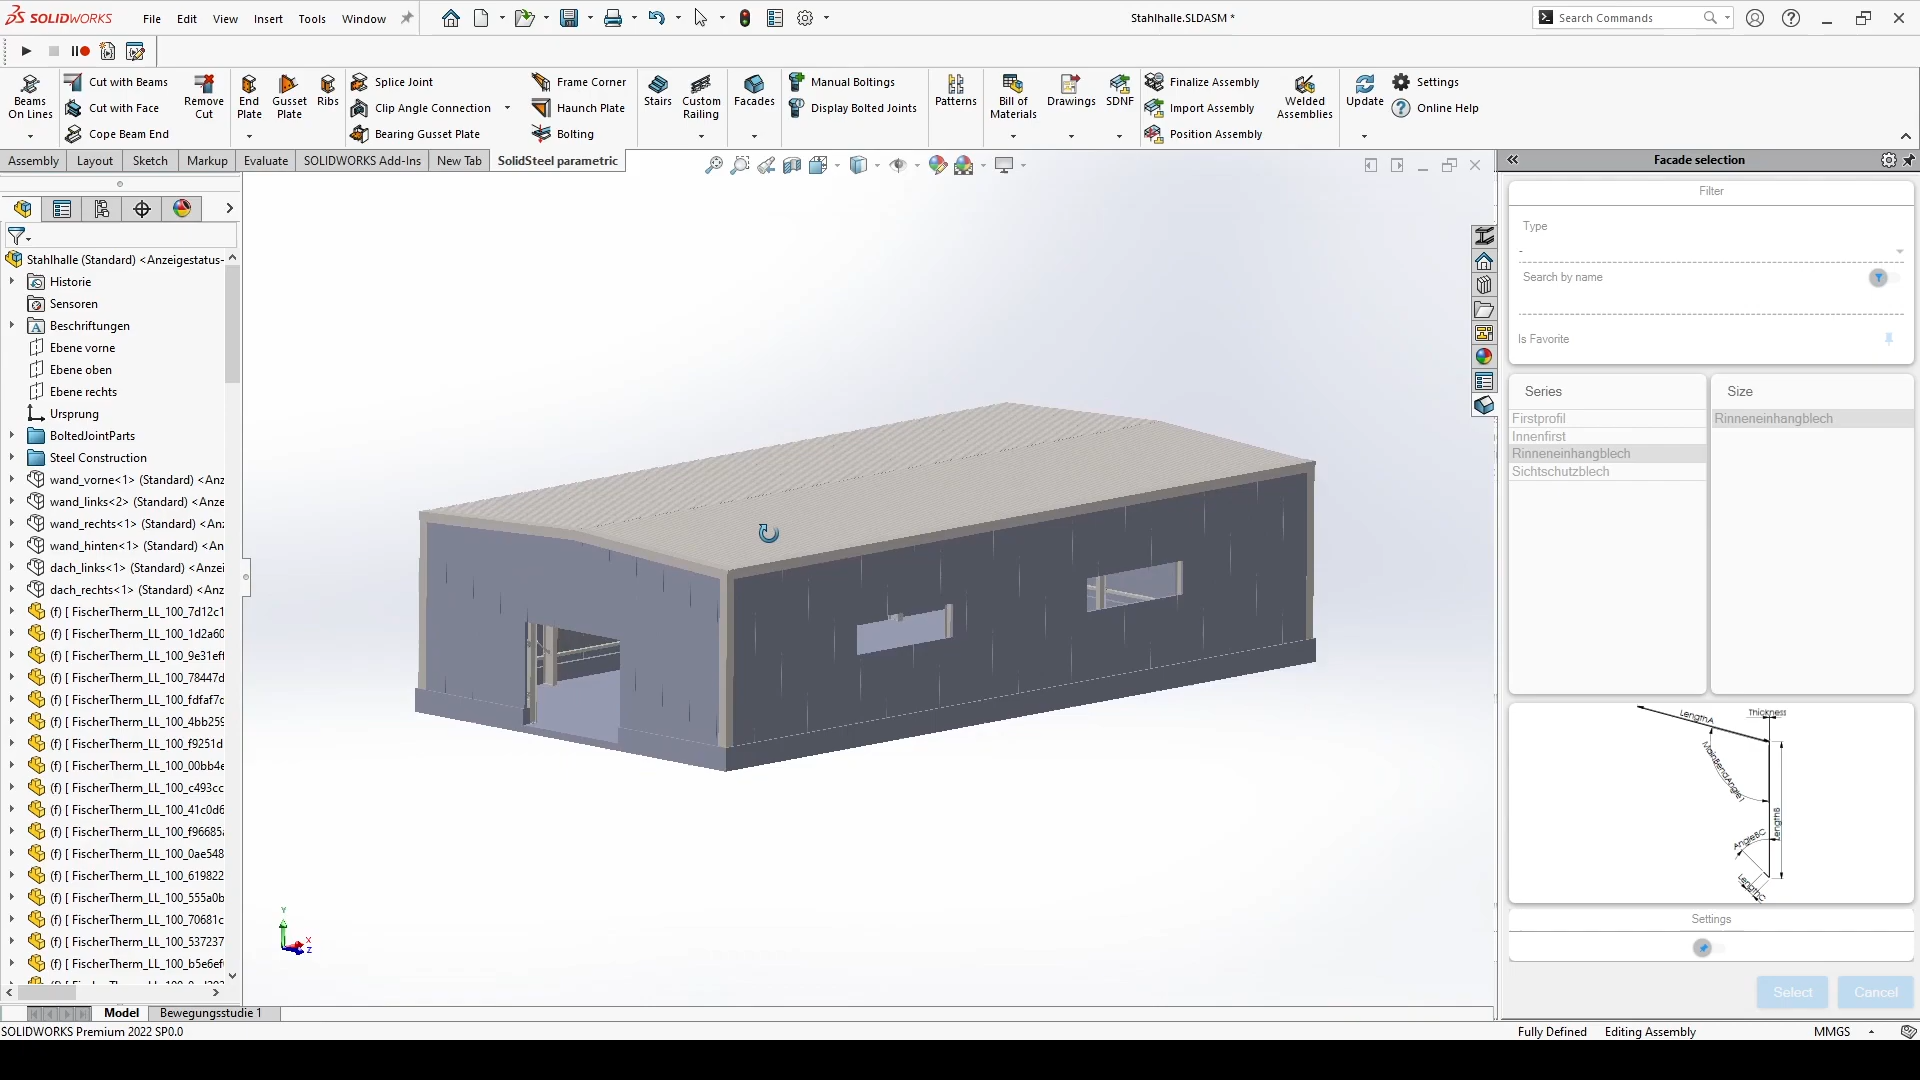 SOLIDWORKS
File Edit View Insert Tools Window
Stahlhalle.SLDASM *
Search Commands
Beams On Lines
Cut with Beams
Cut with Face
Cope Beam End
Remove Cut
End Plate
Gusset Plate
Ribs
Splice Joint
Clip Angle Connection
Bearing Gusset Plate
Frame Corner
Haunch Plate
Bolting
Stairs
Custom Railing
Facades
Manual Boltings
Display Bolted Joints
Patterns
Bill of Materials
Drawings
SDNF
Finalize Assembly
Import Assembly
Position Assembly
Welded Assemblies
Update
Settings
Online Help
Assembly Layout Sketch Markup Evaluate SOLIDWORKS Add-Ins New Tab SolidSteel parametric
Stahlhalle (Standard) <Anzeigestatus-
Historie
Sensoren
Beschriftungen
Ebene vorne
Ebene oben
Ebene rechts
Ursprung
BoltedJointParts
Steel Construction
wand_vorne<1> (Standard) <Anz
wand_links<2> (Standard) <Anze
wand_rechts<1> (Standard) <Anz
wand_hinten<1> (Standard) <An
dach_links<1> (Standard) <Anzei
dach_rechts<1> (Standard) <Anz
(f) [ FischerTherm_LL_100_7d12c1
(f) [ FischerTherm_LL_100_1d2a60
(f) [ FischerTherm_LL_100_9e31eff
(f) [ FischerTherm_LL_100_78447d
(f) [ FischerTherm_LL_100_fdfaf7c
(f) [ FischerTherm_LL_100_4bb259
(f) [ FischerTherm_LL_100_f9251d
(f) [ FischerTherm_LL_100_00bb4e
(f) [ FischerTherm_LL_100_c493cc
(f) [ FischerTherm_LL_100_41c0d6
(f) [ FischerTherm_LL_100_f96685a
(f) [ FischerTherm_LL_100_0ae548
(f) [ FischerTherm_LL_100_619822
(f) [ FischerTherm_LL_100_555a0b
(f) [ FischerTherm_LL_100_70681c
(f) [ FischerTherm_LL_100_537237
(f) [ FischerTherm_LL_100_b5e6ef
Y
X
Z
Facade selection
Filter
Type
-
Search by name
Is Favorite
Series
Firstprofil
Innenfirst
Rinneneinhangblech
Sichtschutzblech
Size
Rinneneinhangblech
LengthA
Thickness
MainBendAngle1
LengthB
AngleBC
LengthC
Settings
Select Cancel
Model Bewegungsstudie 1
SOLIDWORKS Premium 2022 SP0.0
Fully Defined Editing Assembly MMGS